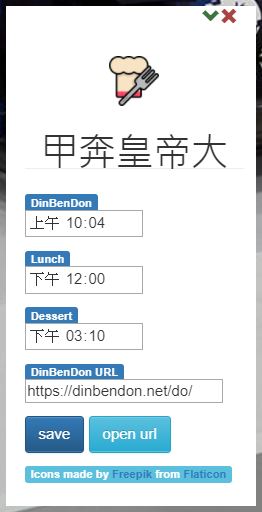 甲奔皇帝大
DinBenDon
上午 10:04
Lunch
下午 12:00
Dessert
下午 03:10
DinBenDon URL
https://dinbendon.net/do/
save open url
Icons made by Freepik from Flaticon